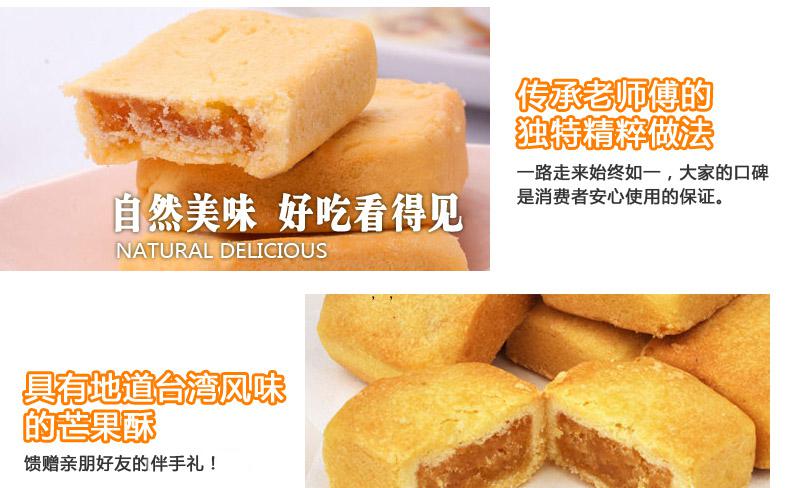 传承老师傅的
独特精粹做法
一路走来始终如一，大家的口碑
是消费者安心使用的保证。
自然美味 好吃看得见
NATURAL DELICIOUS
具有地道台湾风味
的芒果酥
馈赠亲朋好友的伴手礼！